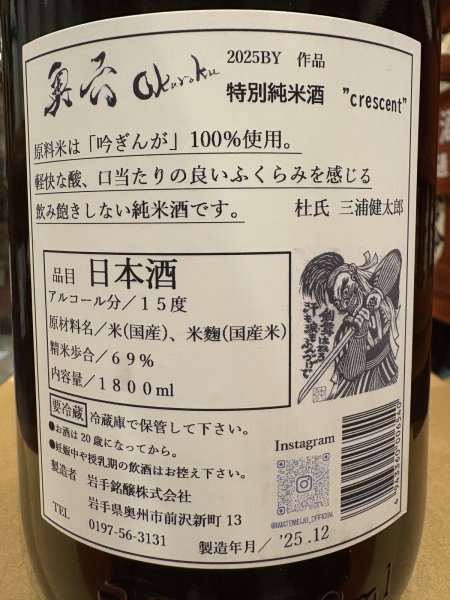 奥六 Okuroku
2025BY 作品
特別純米酒 "crescent"
原料米は「吟ぎんが」100%使用。
軽快な酸、口当たりの良いふくらみを感じる
飲み飽きしない純米酒です。 杜氏 三浦健太郎
品目 日本酒
アルコール分/15度
原材料名/米(国産)、米麹(国産米)
精米歩合/69%
内容量/1800ml
要冷蔵 冷蔵庫で保管して下さい。
●お酒は20歳になってから。
●妊娠中や授乳期の飲酒はお控え下さい。
製造者 岩手銘醸株式会社
岩手県奥州市前沢新町13
TEL 0197-56-3131
Instagram
@IWATEMEIJO_OFFICIAL
製造年月/'25.12